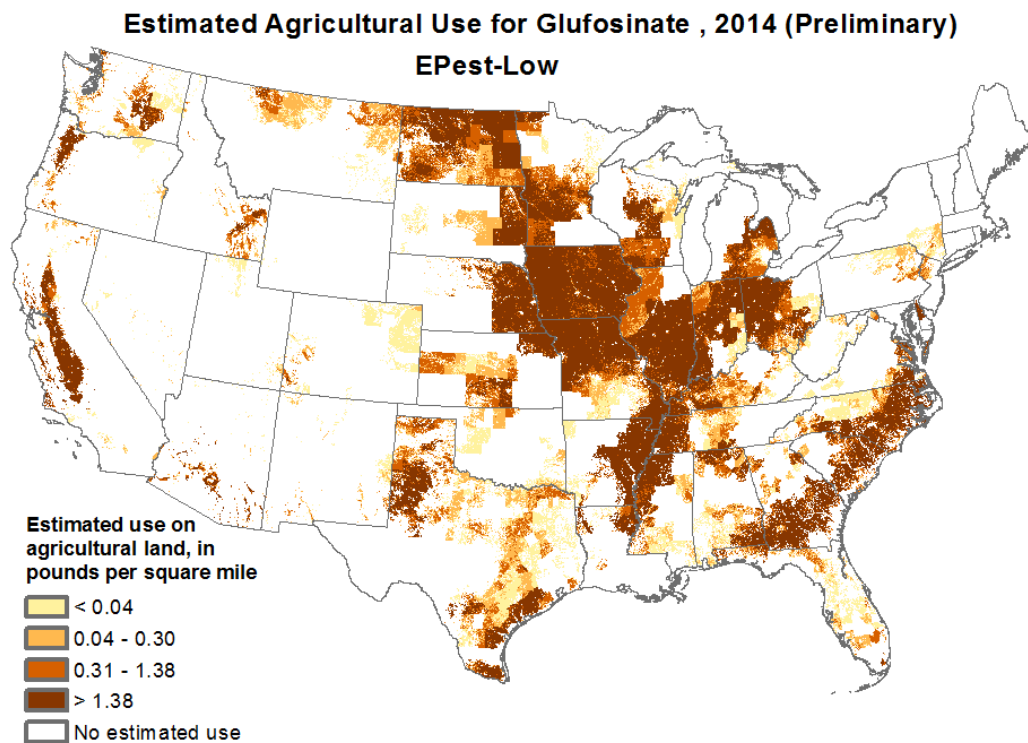 Estimated Agricultural Use for Glufosinate , 2014 (Preliminary)
EPest-Low
Estimated use on
agricultural land, in
pounds per square mile
< 0.04
0.04 - 0.30
0.31 - 1.38
> 1.38
No estimated use